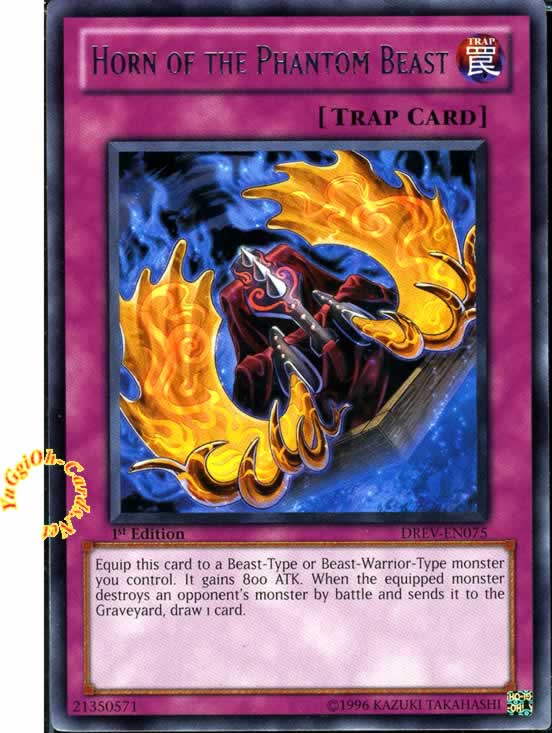 HORN OF THE PHANTOM BEAST
TRAP
罠
[TRAP CARD]
YuGgiOh-Cards.Net
1st Edition
DREV-EN075
Equip this card to a Beast-Type or Beast-Warrior-Type monster
you control. It gains 800 ATK. When the equipped monster
destroys an opponent's monster by battle and sends it to the
Graveyard, draw 1 card.
21350571
©1996 KAZUKI TAKAHASHI